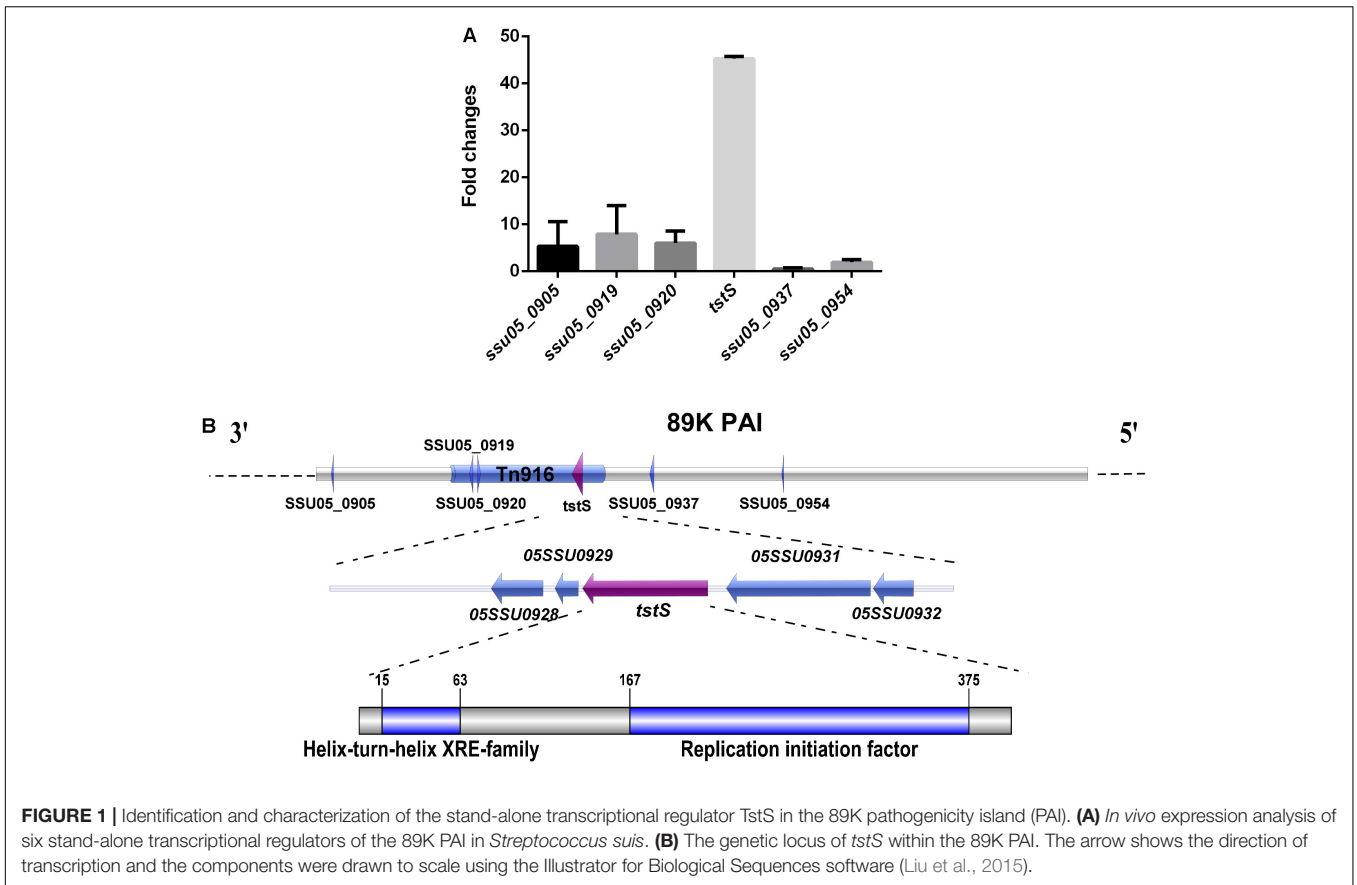 A
50
40
30
20
10
0
Fold changes
ssu05_0905
ssu05_0919
ssu05_0920
tstS
ssu05_0937
ssu05_0954
B
3'
89K PAI
5'
SSU05_0919
Tn916
SSU05_0905
SSU05_0920
tstS
SSU05_0937
SSU05_0954
05SSU0929
05SSU0931
05SSU0928
tstS
05SSU0932
15
63
167
375
Helix-turn-helix XRE-family
Replication initiation factor
FIGURE 1 | Identification and characterization of the stand-alone transcriptional regulator TstS in the 89K pathogenicity island (PAI). (A) In vivo expression analysis of
six stand-alone transcriptional regulators of the 89K PAI in Streptococcus suis. (B) The genetic locus of tstS within the 89K PAI. The arrow shows the direction of
transcription and the components were drawn to scale using the Illustrator for Biological Sequences software (Liu et al., 2015).